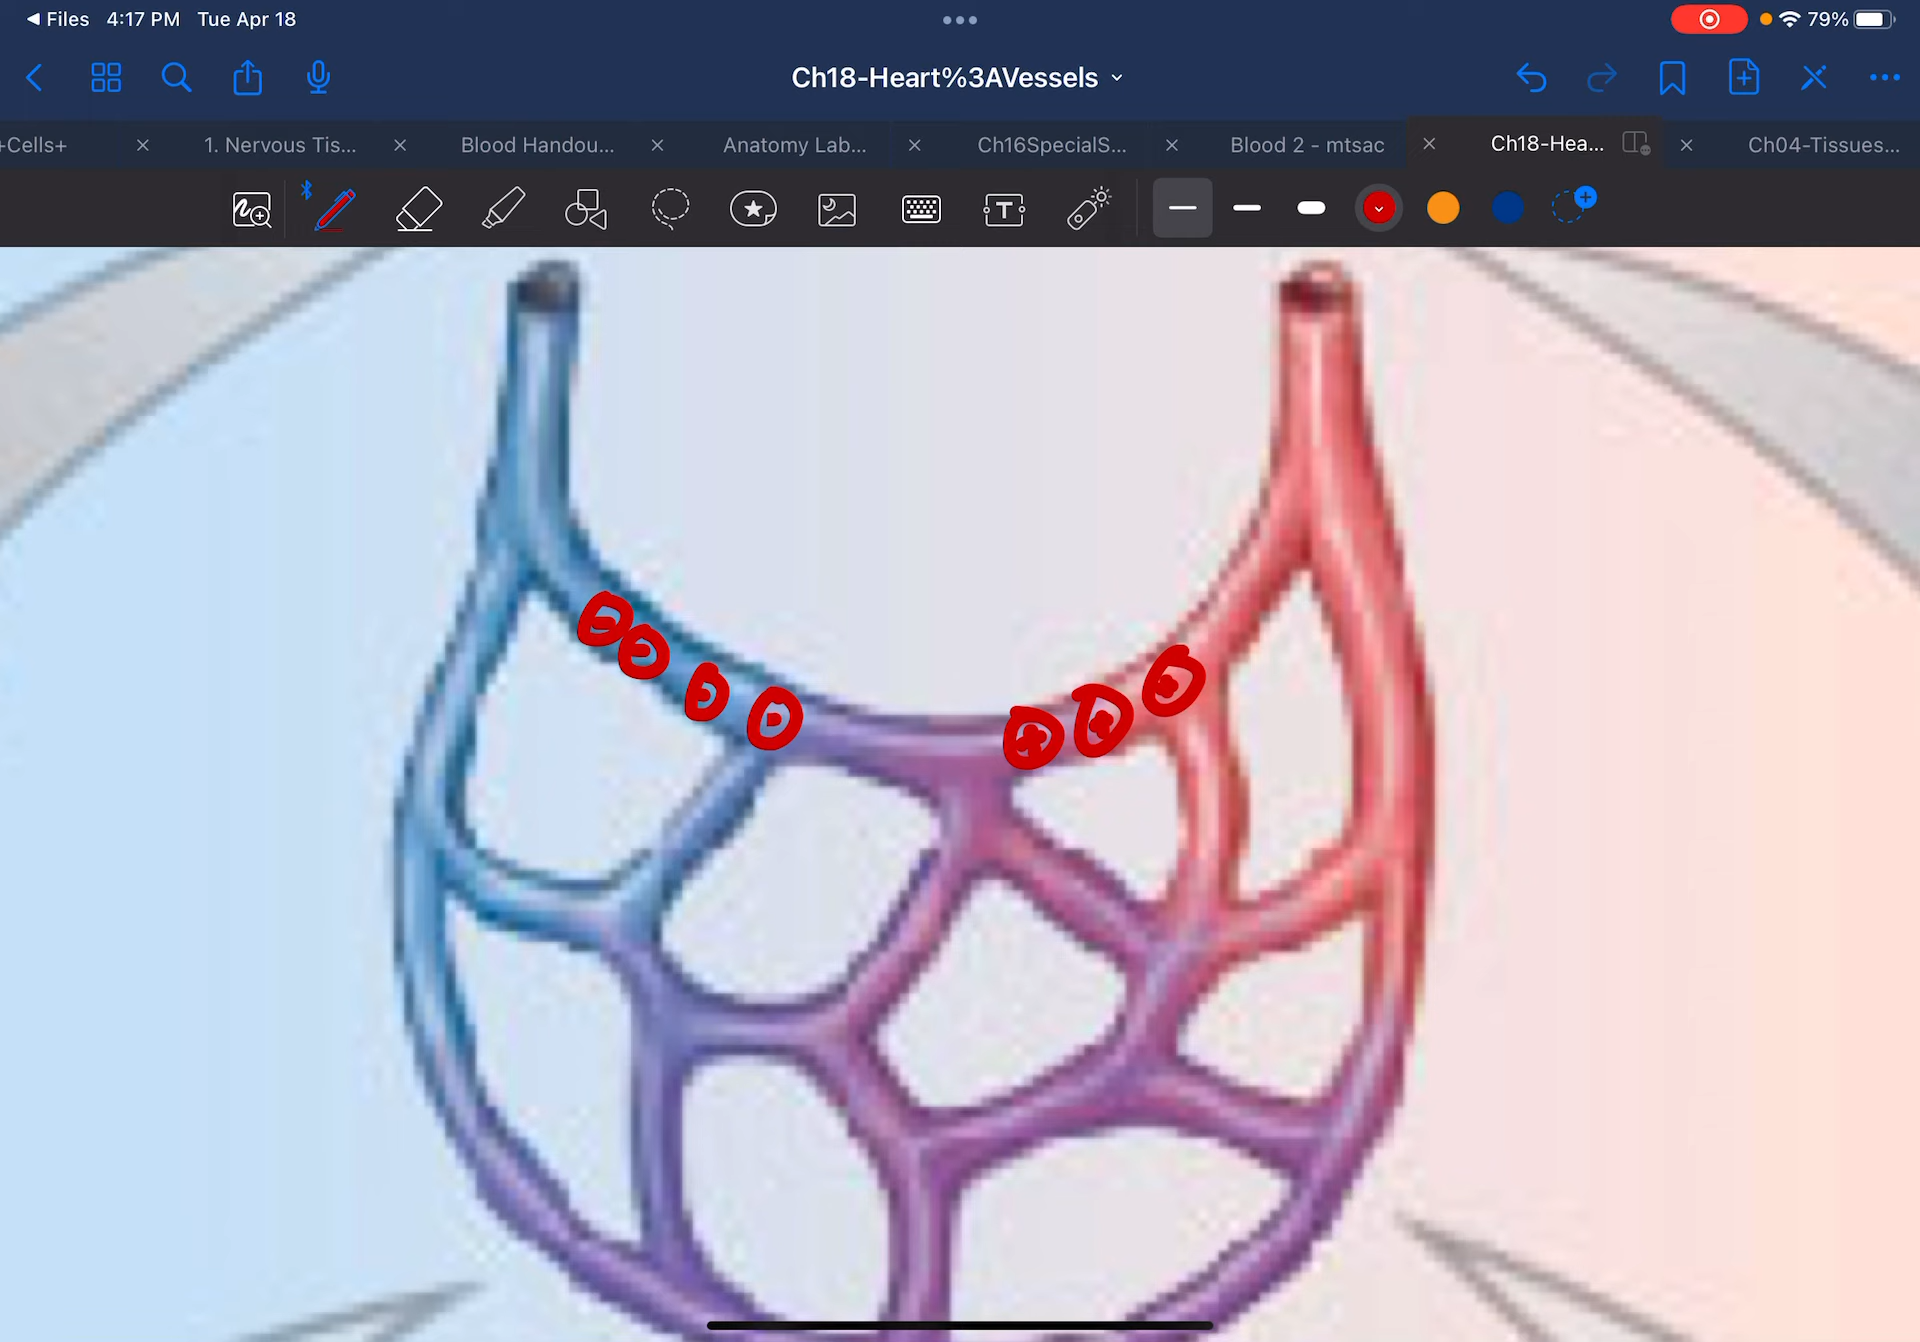 Files 4:17 PM Tue Apr 18
79%
Ch18-Heart%3AVessels
+Cells+ 1. Nervous Tis... Blood Handou... Anatomy Lab... Ch16SpecialS... Blood 2 - mtsac Ch18-Hea... Ch04-Tissues...
T